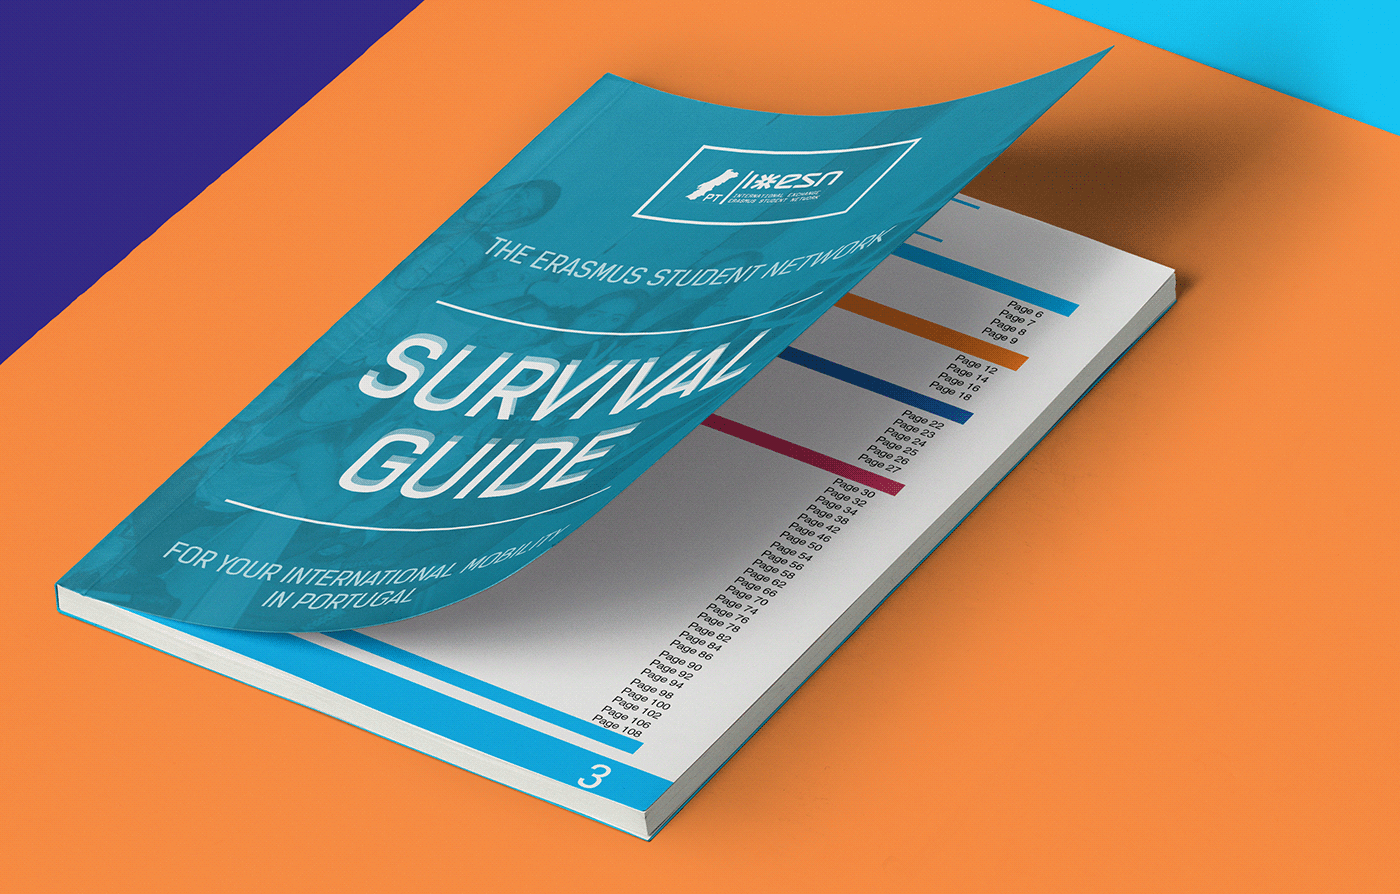 PT
esn
INTERNATIONAL EXCHANGE
ERASMUS STUDENT NETWORK
THE ERASMUS STUDENT NETWORK
SURVIVAL
GUIDE
FOR YOUR INTERNATIONAL MOBILITY
IN PORTUGAL
Page 6
Page 7
Page 8
Page 9
Page 12
Page 14
Page 16
Page 18
Page 22
Page 23
Page 24
Page 25
Page 26
Page 27
Page 30
Page 32
Page 34
Page 38
Page 42
Page 46
Page 50
Page 54
Page 56
Page 58
Page 62
Page 66
Page 70
Page 74
Page 76
Page 78
Page 82
Page 84
Page 86
Page 90
Page 92
Page 94
Page 98
Page 100
Page 102
Page 106
Page 108
3